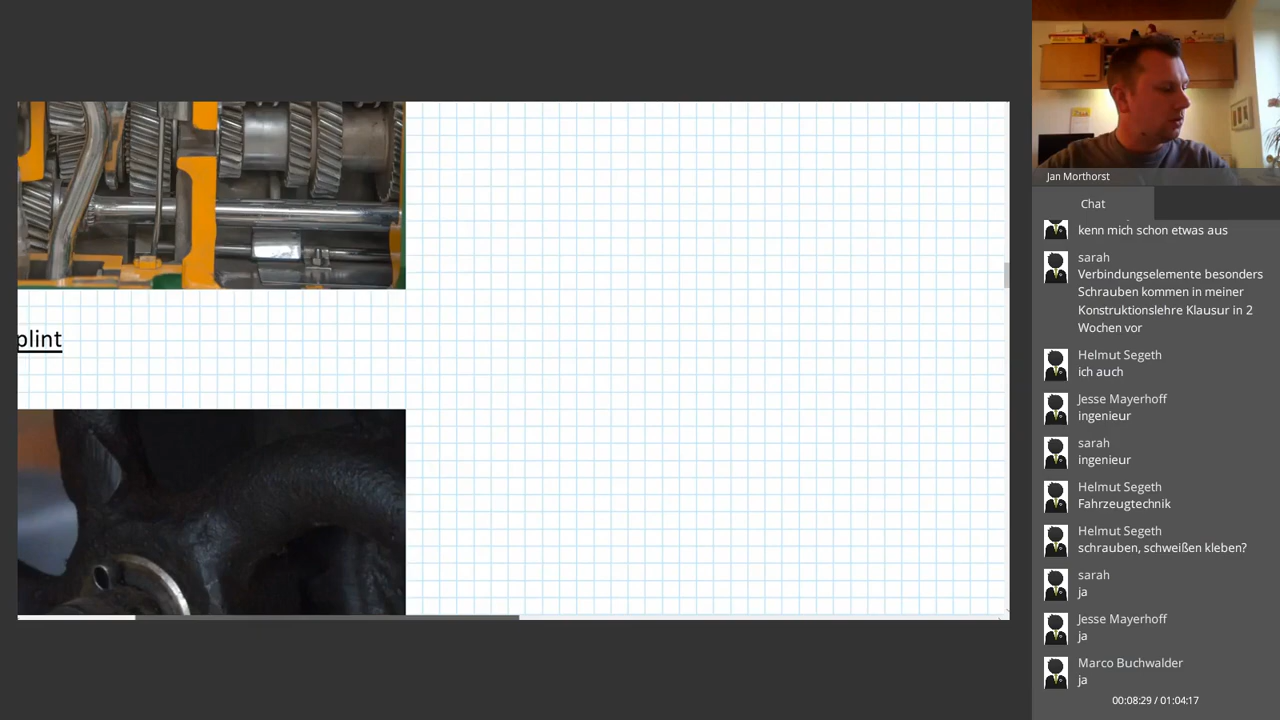 plint
Jan Morthorst
Chat
kenn mich schon etwas aus
sarah
Verbindungselemente besonders
Schrauben kommen in meiner
Konstruktionslehre Klausur in 2
Wochen vor
Helmut Segeth
ich auch
Jesse Mayerhoff
ingenieur
sarah
ingenieur
Helmut Segeth
Fahrzeugtechnik
Helmut Segeth
schrauben, schweißen kleben?
sarah
ja
Jesse Mayerhoff
ja
Marco Buchwalder
ja
00:08:29 / 01:04:17